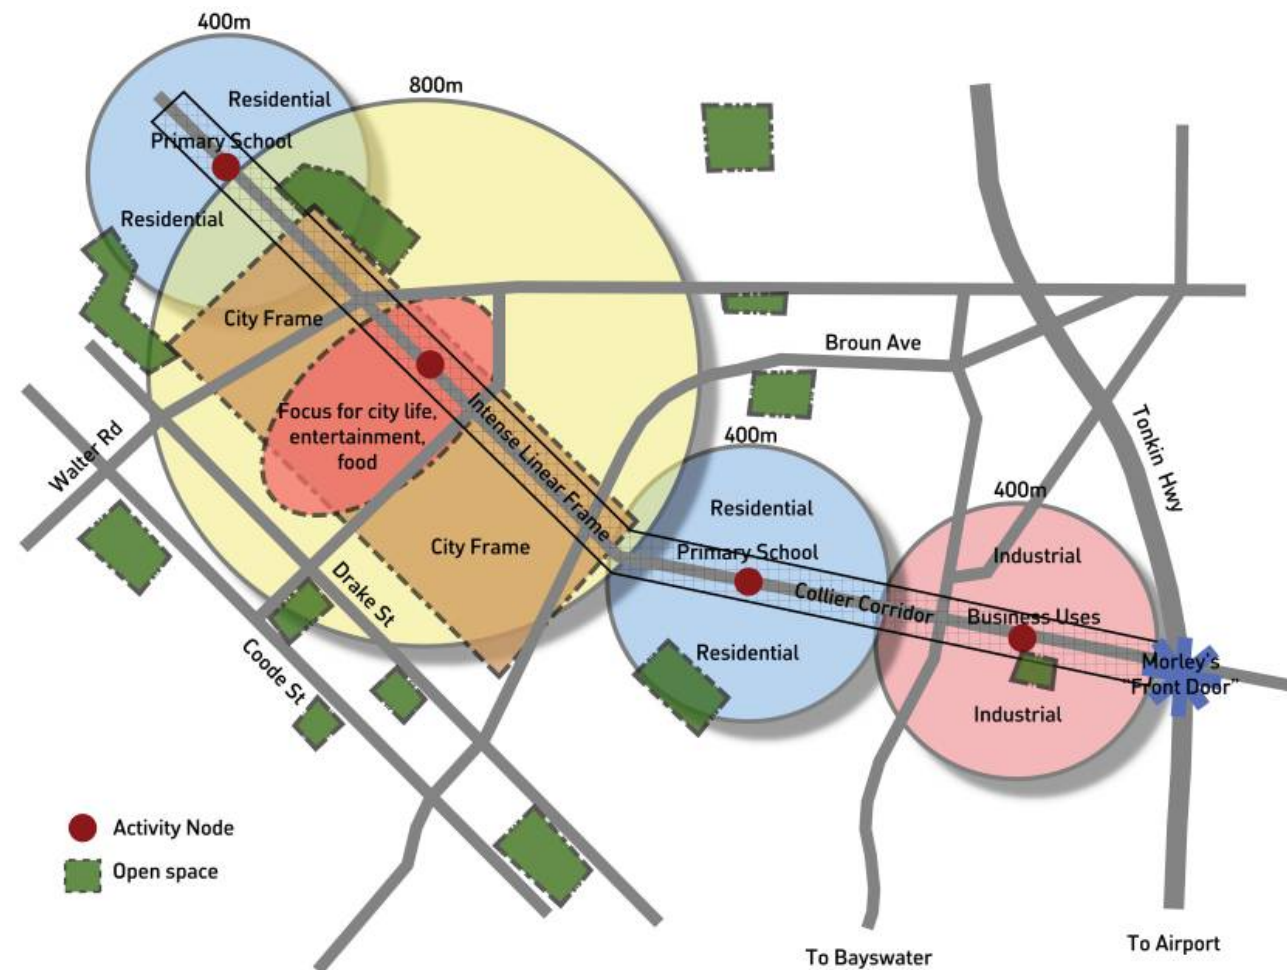 400m
800m
Residential
Primary School
Residential
City Frame
Broun Ave
Focus for city life,
entertainment,
food
Intense Linear Frame
Walter Rd
Tonkin Hwy
400m
400m
Residential
City Frame
Primary School
Industrial
Drake St
Collier Corridor
Business Uses
Coode St
Residential
Morley's
"Front Door"
Industrial
Activity Node
Open space
To Bayswater
To Airport